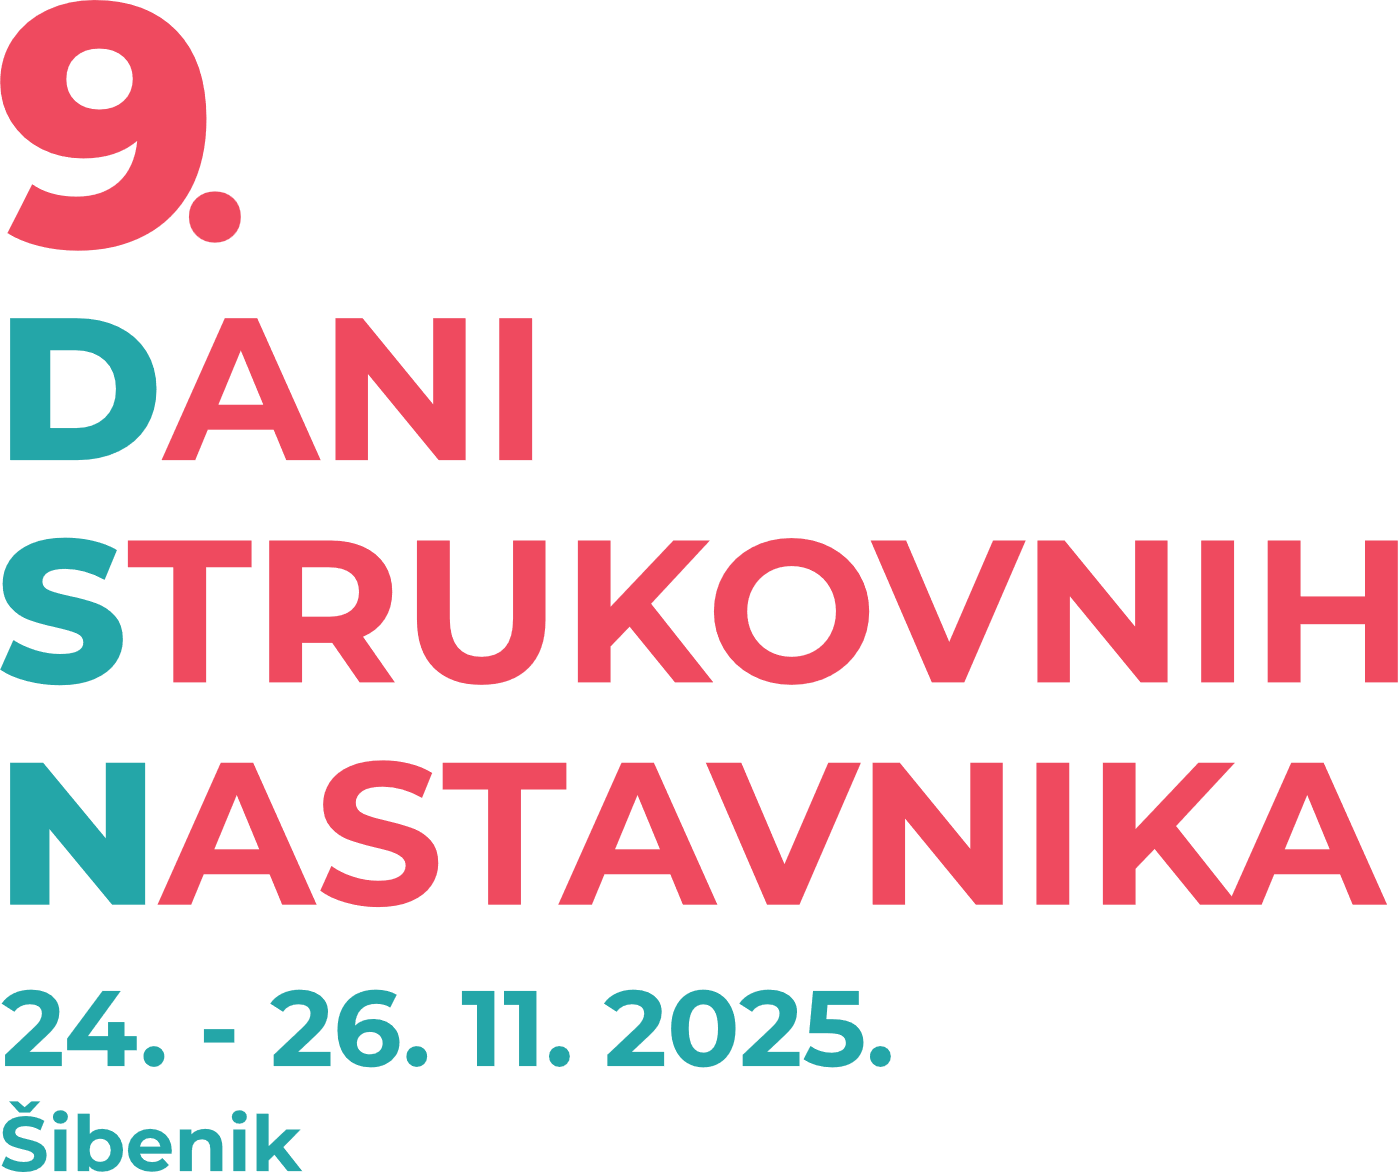 9.
DANI
STRUKOVNIH
NASTAVNIKA
24. - 26. 11. 2025.
Šibenik